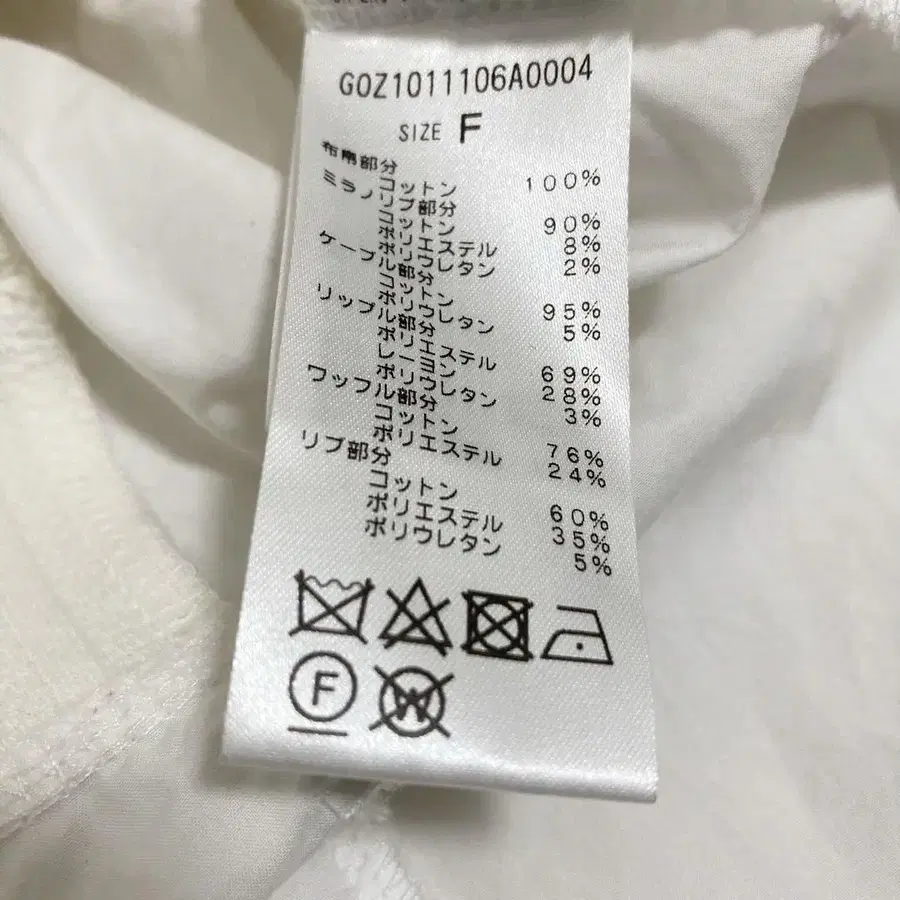 G0Z1011106A0004
SIZE F
布帛部分
コットン 100%
ミラノリブ部分
コットン 90%
ポリエステル 8%
ポリウレタン 2%
ケーブル部分
コットン 95%
ポリウレタン 5%
リップル部分
ポリエステル 69%
レーヨン 28%
ポリウレタン 3%
ワッフル部分
コットン 76%
ポリエステル 24%
リブ部分
コットン 60%
ポリエステル 35%
ポリウレタン 5%
F
W